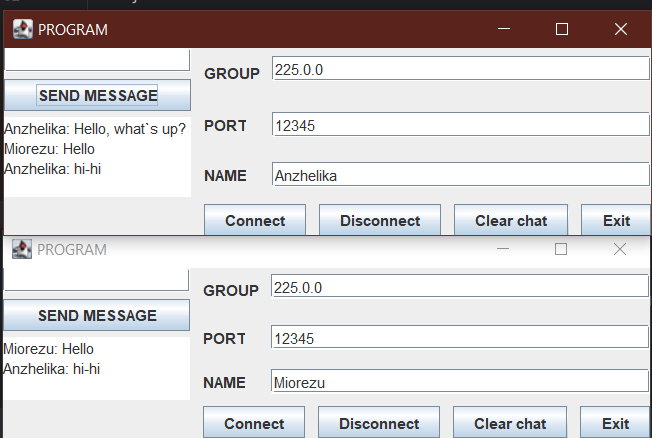 PROGRAM
GROUP 225.0.0
SEND MESSAGE
Anzhelika: Hello, what`s up?
Miorezu: Hello
Anzhelika: hi-hi
PORT 12345
NAME Anzhelika
Connect Disconnect Clear chat Exit
PROGRAM
GROUP 225.0.0
SEND MESSAGE
Miorezu: Hello
Anzhelika: hi-hi
PORT 12345
NAME Miorezu
Connect Disconnect Clear chat Exit